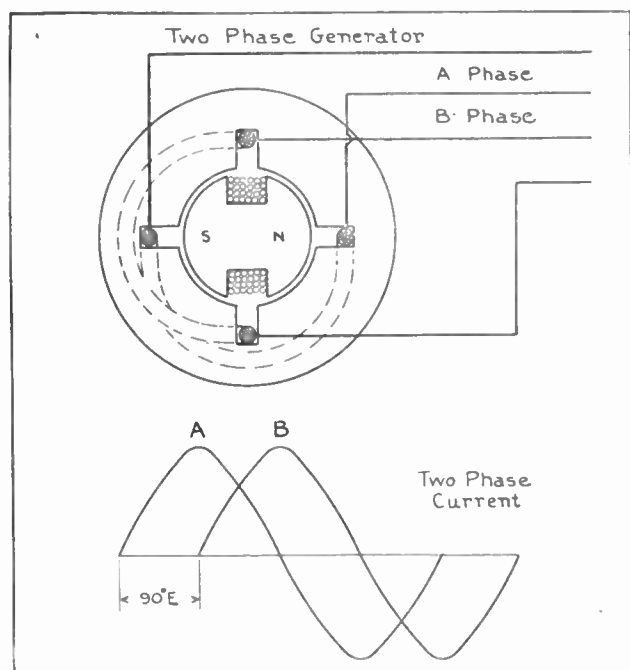 Two Phase Generator
A Phase
B Phase
S N
A B
Two Phase
Current
90°E